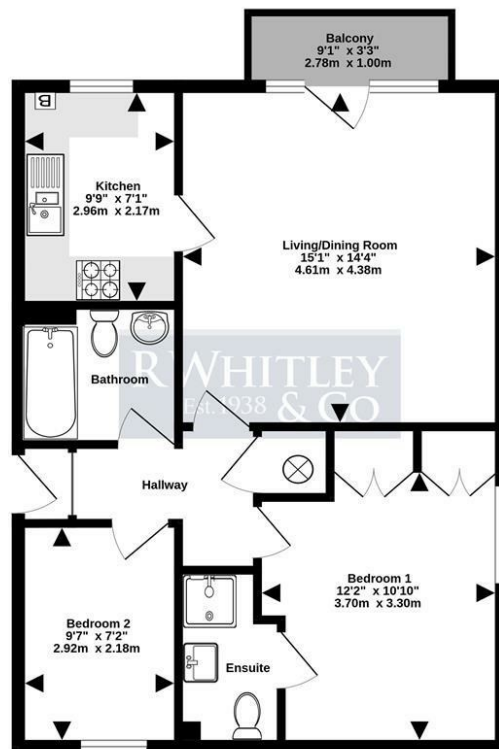 Balcony
9'1" x 3'3"
2.78m x 1.00m
B
Kitchen
9'9" x 7'1"
2.96m x 2.17m
Living/Dining Room
15'1" x 14'4"
4.61m x 4.38m
RWHITLEY
Est. 1938 & Co
Bathroom
Hallway
Bedroom 1
12'2" x 10'10"
3.70m x 3.30m
Bedroom 2
9'7" x 7'2"
2.92m x 2.18m
Ensuite